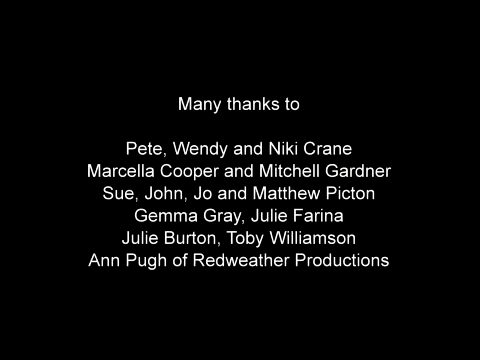 Many thanks to
Pete, Wendy and Niki Crane
Marcella Cooper and Mitchell Gardner
Sue, John, Jo and Matthew Picton
Gemma Gray, Julie Farina
Julie Burton, Toby Williamson
Ann Pugh of Redweather Productions